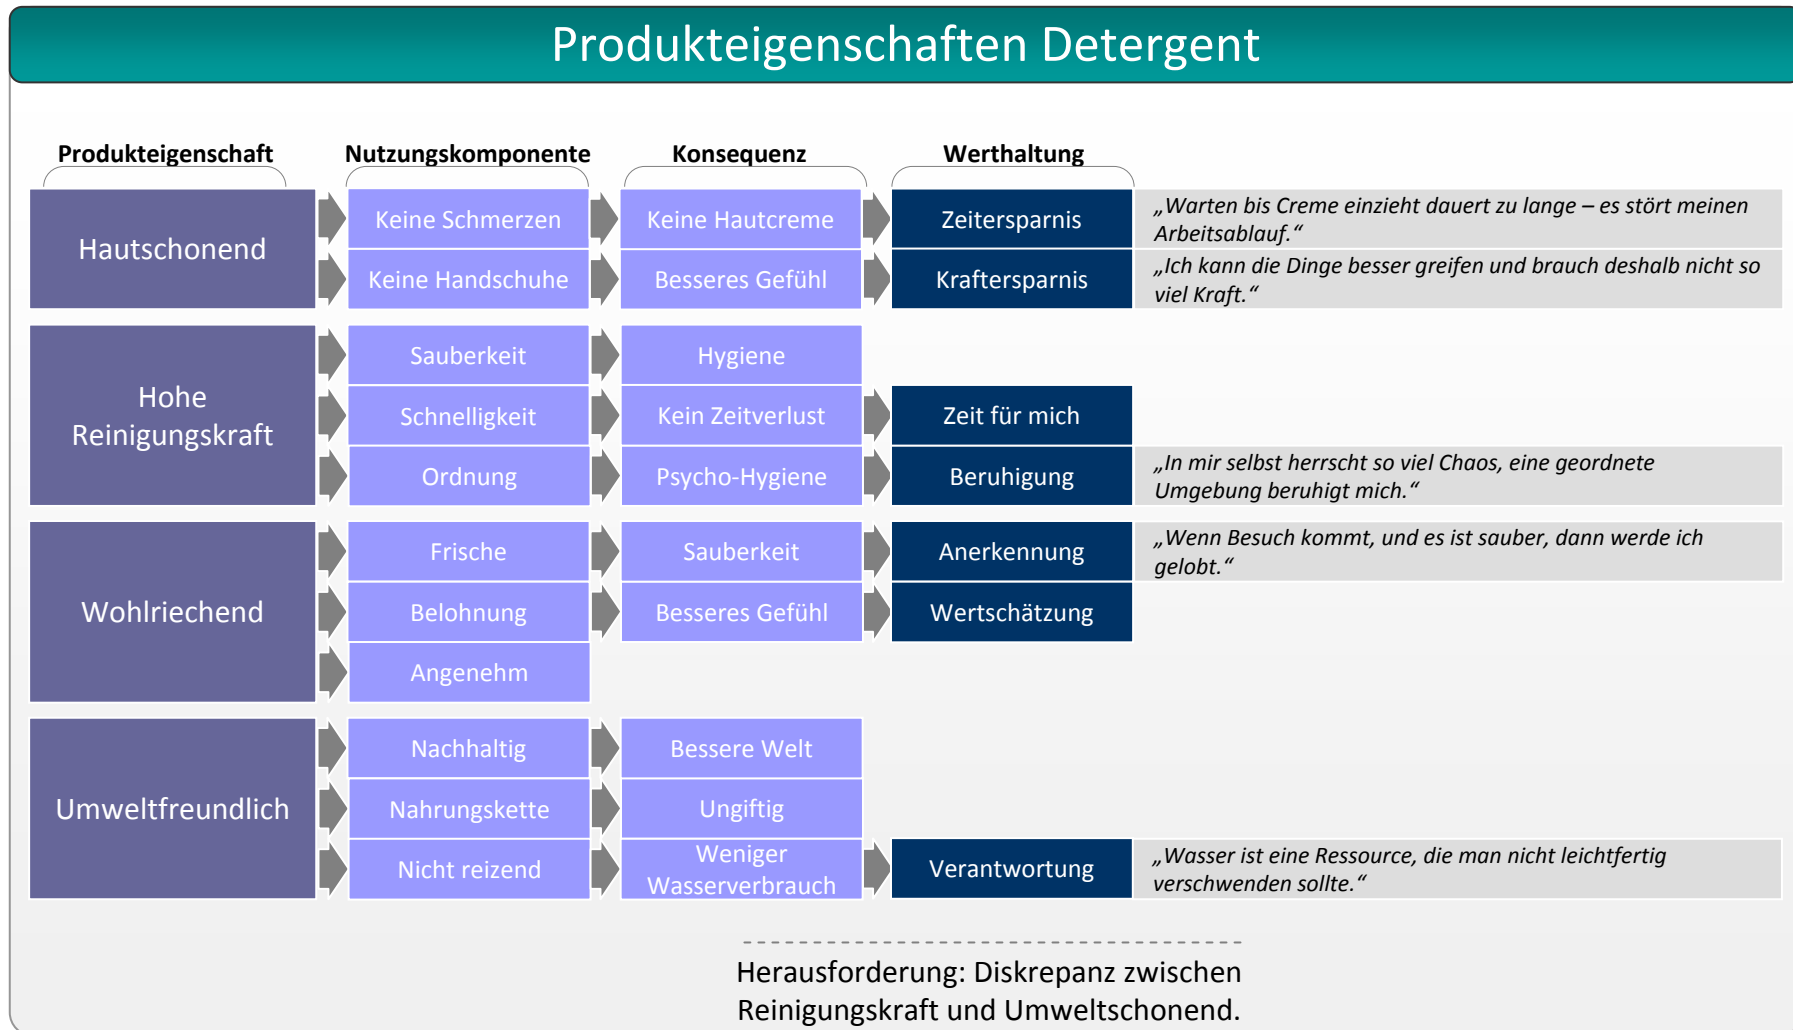 Produkteigenschaften Detergent
Produkteigenschaft
Nutzungskomponente
Konsequenz
Werthaltung
Hautschonend
Keine Schmerzen
Keine Hautcreme
Zeitersparnis
„Warten bis Creme einzieht dauert zu lange – es stört meinen
Arbeitsablauf.“
Keine Handschuhe
Besseres Gefühl
Kraftersparnis
„Ich kann die Dinge besser greifen und brauch deshalb nicht so
viel Kraft.“
Hohe
Reinigungskraft
Sauberkeit
Hygiene
Schnelligkeit
Kein Zeitverlust
Zeit für mich
Ordnung
Psycho-Hygiene
Beruhigung
„In mir selbst herrscht so viel Chaos, eine geordnete
Umgebung beruhigt mich.“
Wohlriechend
Frische
Sauberkeit
Anerkennung
„Wenn Besuch kommt, und es ist sauber, dann werde ich
gelobt.“
Belohnung
Besseres Gefühl
Wertschätzung
Angenehm
Umweltfreundlich
Nachhaltig
Bessere Welt
Nahrungskette
Ungiftig
Nicht reizend
Weniger
Wasserverbrauch
Verantwortung
„Wasser ist eine Ressource, die man nicht leichtfertig
verschwenden sollte.“
Herausforderung: Diskrepanz zwischen
Reinigungskraft und Umweltschonend.